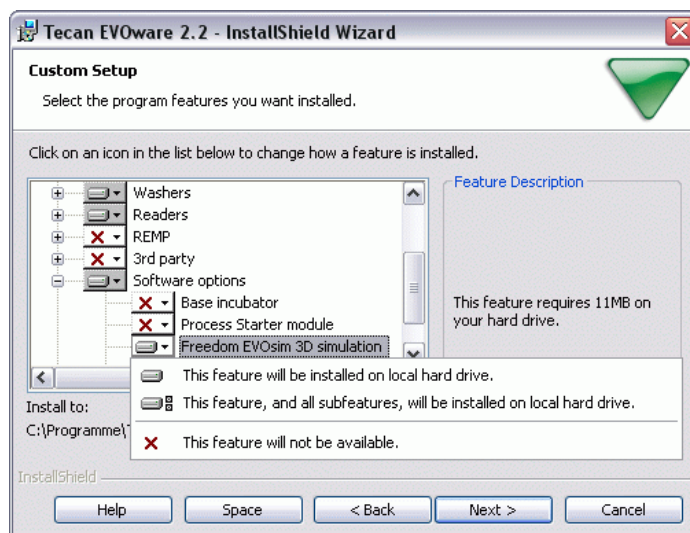 Tecan EVOware 2.2 - InstallShield Wizard
Custom Setup
Select the program features you want installed.
Click on an icon in the list below to change how a feature is installed.
Washers
Readers
REMP
3rd party
Software options
Base incubator
Process Starter module
Freedom EVOsim 3D simulation
Feature Description
This feature requires 11MB on
your hard drive.
This feature will be installed on local hard drive.
This feature, and all subfeatures, will be installed on local hard drive.
This feature will not be available.
Install to:
C:\Programme\
InstallShield
Help
Space
< Back
Next >
Cancel